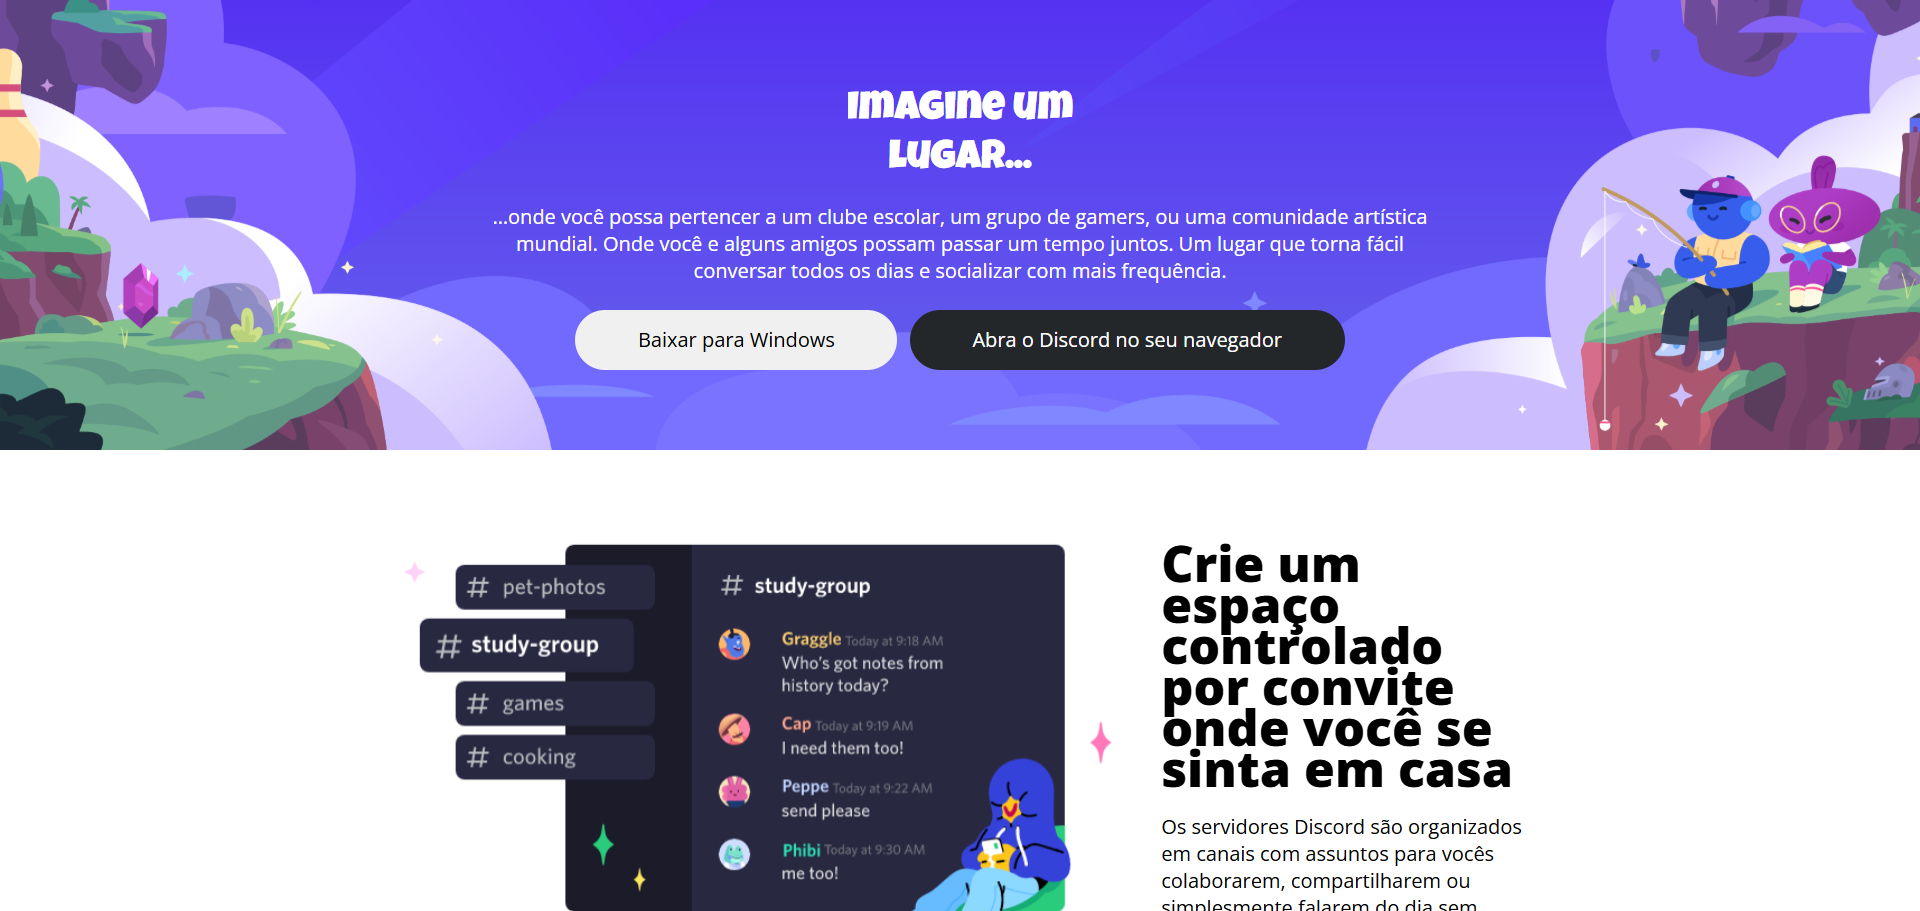 Imagine um
lugar...
...onde você possa pertencer a um clube escolar, um grupo de gamers, ou uma comunidade artística
mundial. Onde você e alguns amigos possam passar um tempo juntos. Um lugar que torna fácil
conversar todos os dias e socializar com mais frequência.
Baixar para Windows
Abra o Discord no seu navegador
# pet-photos
# study-group
# games
# cooking
# study-group
Graggle Today at 9:18 AM
Who's got notes from
history today?
Cap Today at 9:19 AM
I need them too!
Peppe Today at 9:22 AM
send please
Phibi Today at 9:30 AM
me too!
Crie um
espaço
controlado
por convite
onde você se
sinta em casa
Os servidores Discord são organizados
em canais com assuntos para vocês
colaborarem, compartilharem ou
simplesmente falarem do dia sem